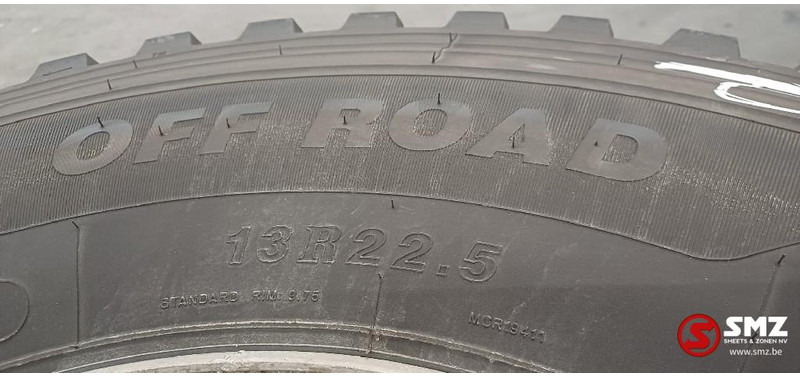 OFF ROAD
13R22.5
STANDARD RIM: 9.75
MCR19411
SMZ
SHEETS & ZONEN NV
www.smz.be